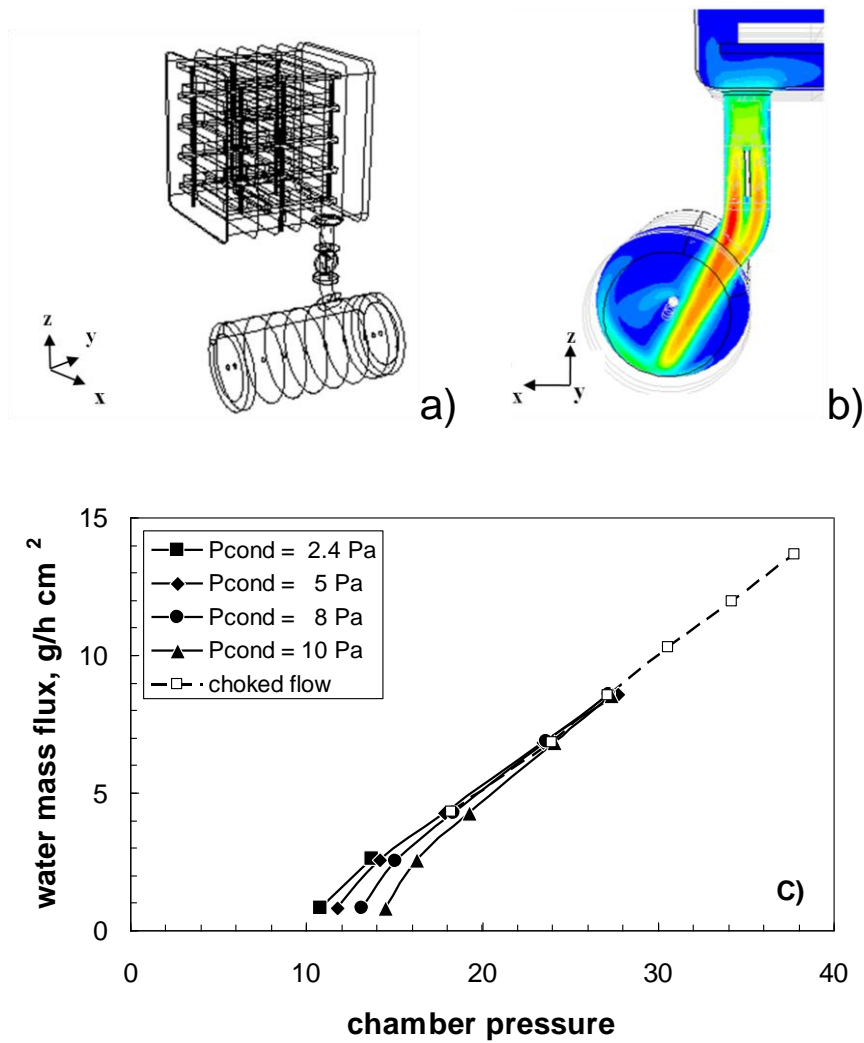 z
y
x
a)
z
x
y
b)
water mass flux, g/h cm 2
15
10
5
0
Pcond = 2.4 Pa
Pcond = 5 Pa
Pcond = 8 Pa
Pcond = 10 Pa
choked flow
C)
0 10 20 30 40
chamber pressure